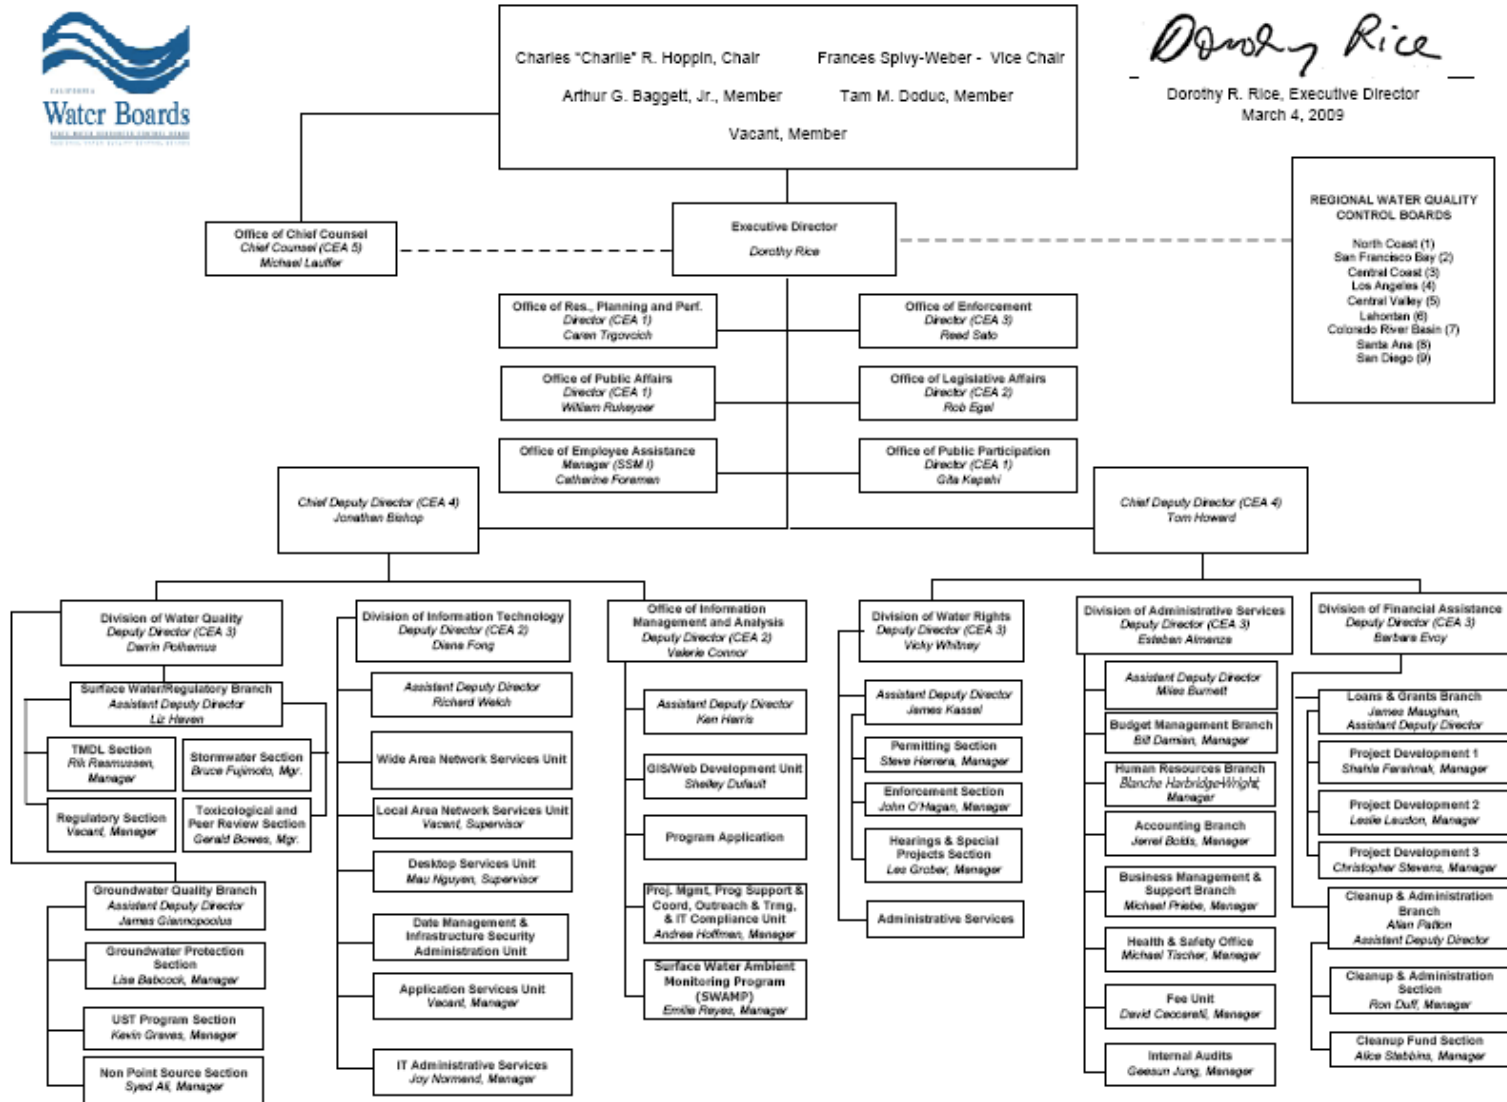 CALIFORNIA
Water Boards
Charles "Charlie" R. Hoppin, Chair
Frances Spivy-Weber - Vice Chair
Arthur G. Baggett, Jr., Member
Tam M. Doduc, Member
Vacant, Member
Dorothy Rice
Dorothy R. Rice, Executive Director
March 4, 2009
REGIONAL WATER QUALITY
CONTROL BOARDS
North Coast (1)
San Francisco Bay (2)
Central Coast (3)
Los Angeles (4)
Central Valley (5)
Lahontan (6)
Colorado River Basin (7)
Santa Ana (8)
San Diego (9)
Office of Chief Counsel
Chief Counsel (CEA 5)
Michael Lauffer
Executive Director
Dorothy Rice
Office of Res., Planning and Perf.
Director (CEA 1)
Caren Trgovcich
Office of Enforcement
Director (CEA 3)
Reed Sato
Office of Public Affairs
Director (CEA 1)
William Rukeyser
Office of Legislative Affairs
Director (CEA 2)
Rob Egel
Office of Employee Assistance
Manager (SSM I)
Catherine Foreman
Office of Public Participation
Director (CEA 1)
Gita Kapahi
Chief Deputy Director (CEA 4)
Jonathan Bishop
Chief Deputy Director (CEA 4)
Tom Howard
Division of Water Quality
Deputy Director (CEA 3)
Darrin Polhemus
Surface Water/Regulatory Branch
Assistant Deputy Director
Liz Haven
TMDL Section
Rik Rasmussen,
Manager
Stormwater Section
Bruce Fujimoto, Mgr.
Regulatory Section
Vacant, Manager
Toxicological and
Peer Review Section
Gerald Bowes, Mgr.
Groundwater Quality Branch
Assistant Deputy Director
James Giannopoulus
Groundwater Protection
Section
Lisa Babcock, Manager
UST Program Section
Kevin Graves, Manager
Non Point Source Section
Syed Ali, Manager
Division of Information Technology
Deputy Director (CEA 2)
Diane Fong
Assistant Deputy Director
Richard Welch
Wide Area Network Services Unit
Local Area Network Services Unit
Vacant, Supervisor
Desktop Services Unit
Mau Nguyen, Supervisor
Date Management &
Infrastructure Security
Administration Unit
Application Services Unit
Vacant, Manager
IT Administrative Services
Joy Normand, Manager
Office of Information
Management and Analysis
Deputy Director (CEA 2)
Valerie Connor
Assistant Deputy Director
Ken Harris
GIS/Web Development Unit
Shelley Dufault
Program Application
Proj. Mgmt, Prog Support &
Coord, Outreach & Trmg,
& IT Compliance Unit
Andrea Hoffman, Manager
Surface Water Ambient
Monitoring Program
(SWAMP)
Emilie Reyes, Manager
Division of Water Rights
Deputy Director (CEA 3)
Vicky Whitney
Assistant Deputy Director
James Kassel
Permitting Section
Steve Herrera, Manager
Enforcement Section
John O'Hagan, Manager
Hearings & Special
Projects Section
Les Grober, Manager
Administrative Services
Division of Administrative Services
Deputy Director (CEA 3)
Esteban Almanza
Assistant Deputy Director
Miles Burnett
Budget Management Branch
Bill Damian, Manager
Human Resources Branch
Blanche Harbridge-Wright,
Manager
Accounting Branch
Jerrel Bolds, Manager
Business Management &
Support Branch
Michael Priebe, Manager
Health & Safety Office
Michael Tischer, Manager
Fee Unit
David Ceccarelli, Manager
Internal Audits
Geesun Jung, Manager
Division of Financial Assistance
Deputy Director (CEA 3)
Barbara Evoy
Loans & Grants Branch
James Maughan,
Assistant Deputy Director
Project Development 1
Shahla Farahnak, Manager
Project Development 2
Leslie Laudon, Manager
Project Development 3
Christopher Stevens, Manager
Cleanup & Administration
Branch
Allan Patton
Assistant Deputy Director
Cleanup & Administration
Section
Ron Duff, Manager
Cleanup Fund Section
Alice Stebbins, Manager